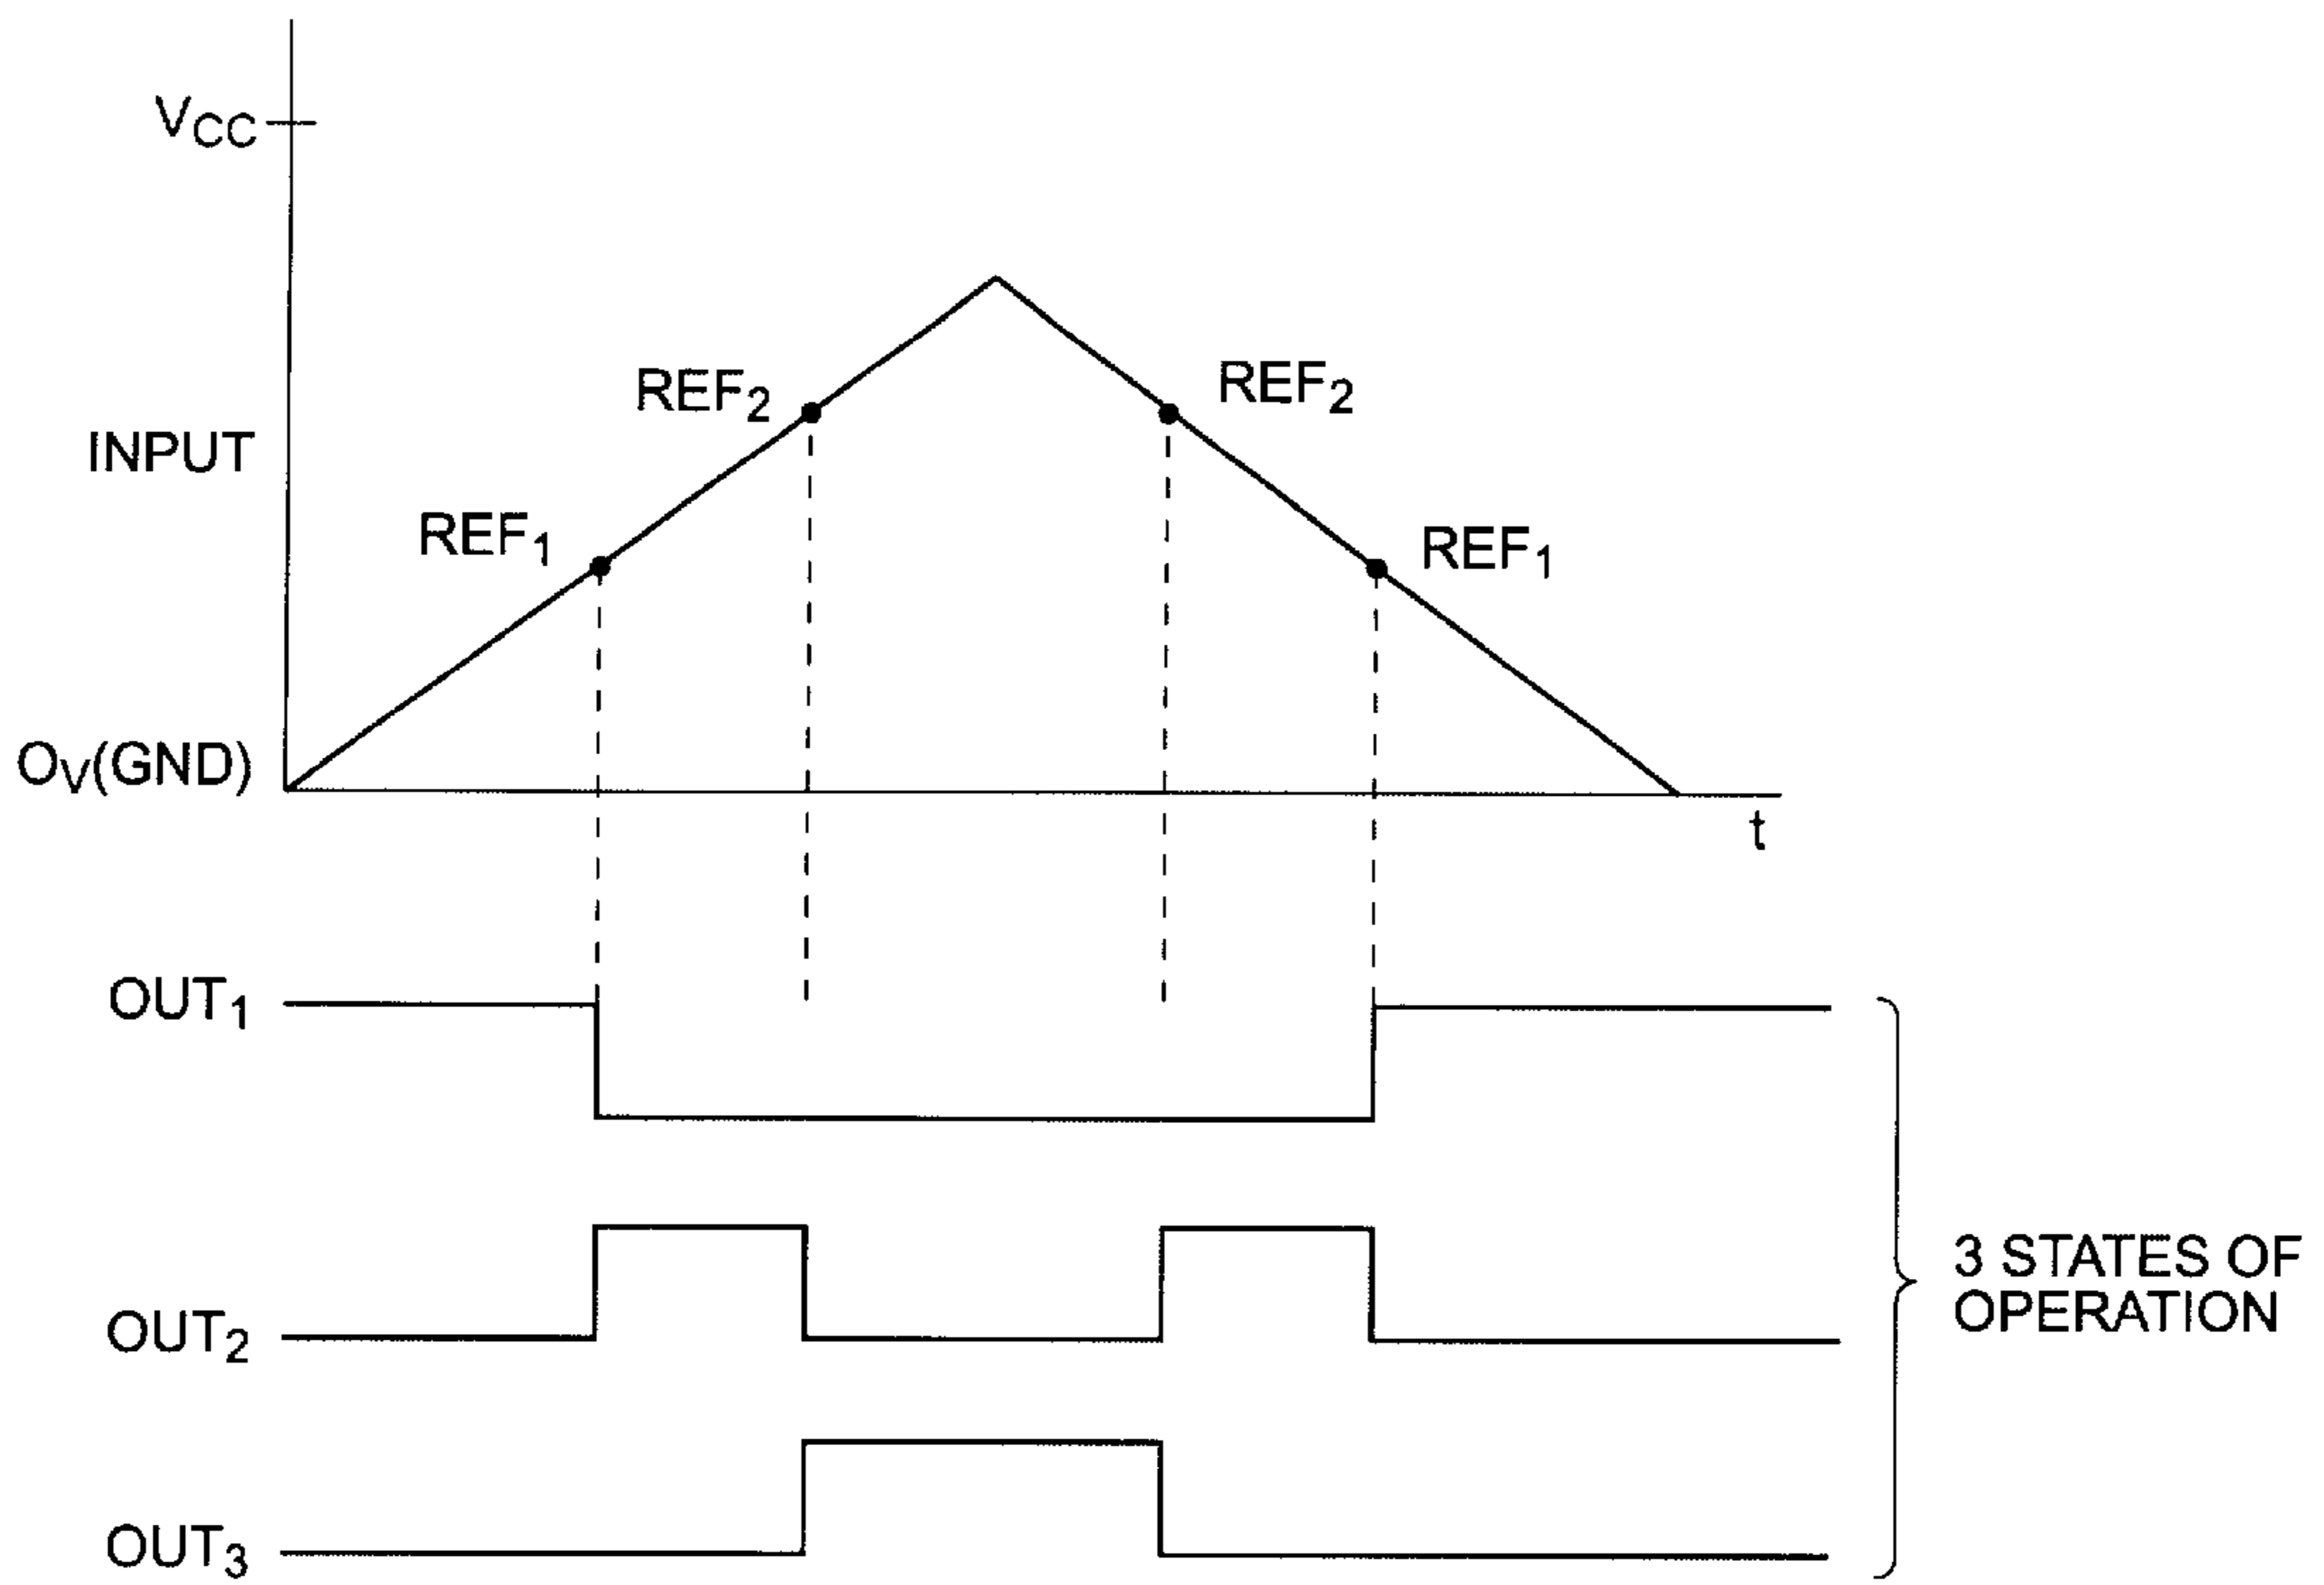 VCC
REF2
REF2
INPUT
REF1
REF1
OV(GND)
t
OUT1
OUT2
3 STATES OF
OPERATION
OUT3